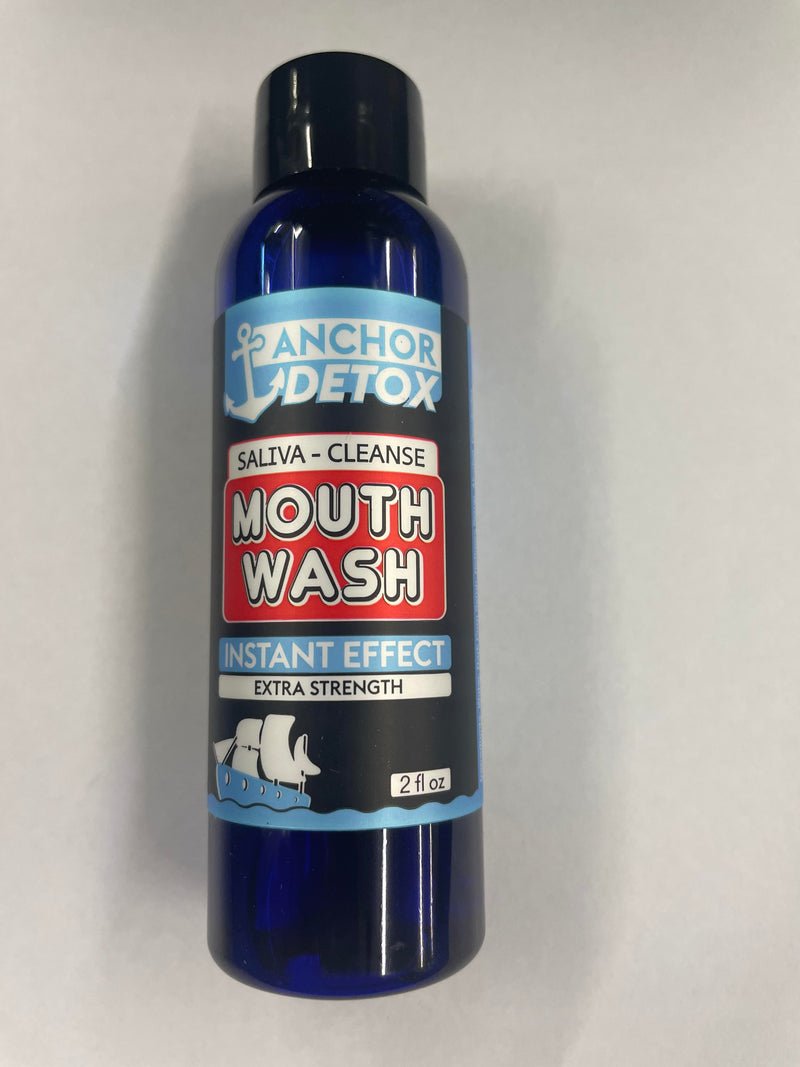 ANCHOR
DETOX
SALIVA - CLEANSE
MOUTH
WASH
INSTANT EFFECT
EXTRA STRENGTH
2 fl oz